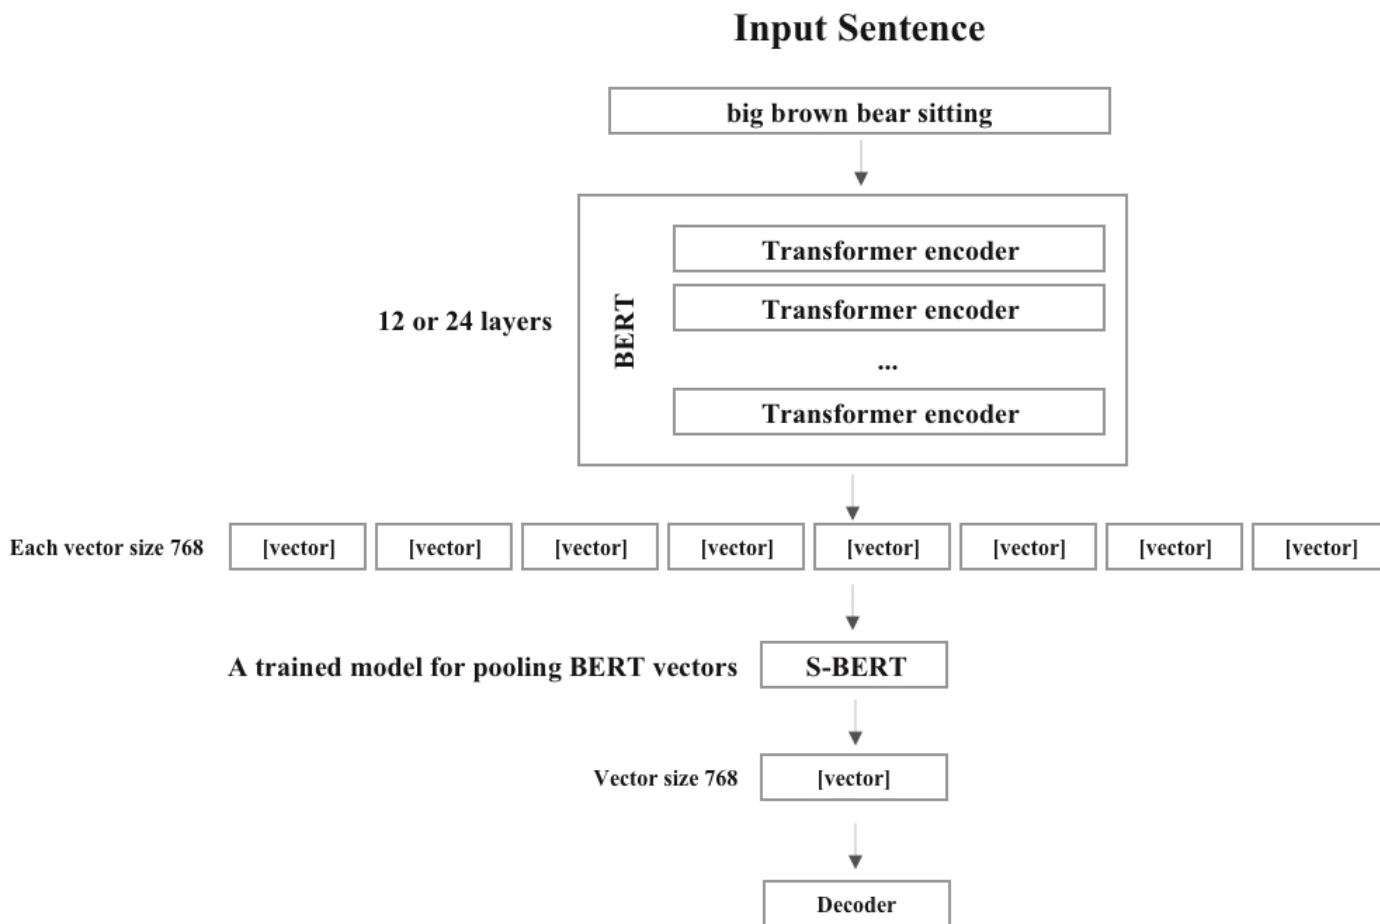 Input Sentence
big brown bear sitting
Transformer encoder
Transformer encoder
12 or 24 layers
BERT
...
Transformer encoder
Each vector size 768 [vector] [vector] [vector] [vector] [vector] [vector] [vector] [vector]
A trained model for pooling BERT vectors S-BERT
Vector size 768 [vector]
Decoder